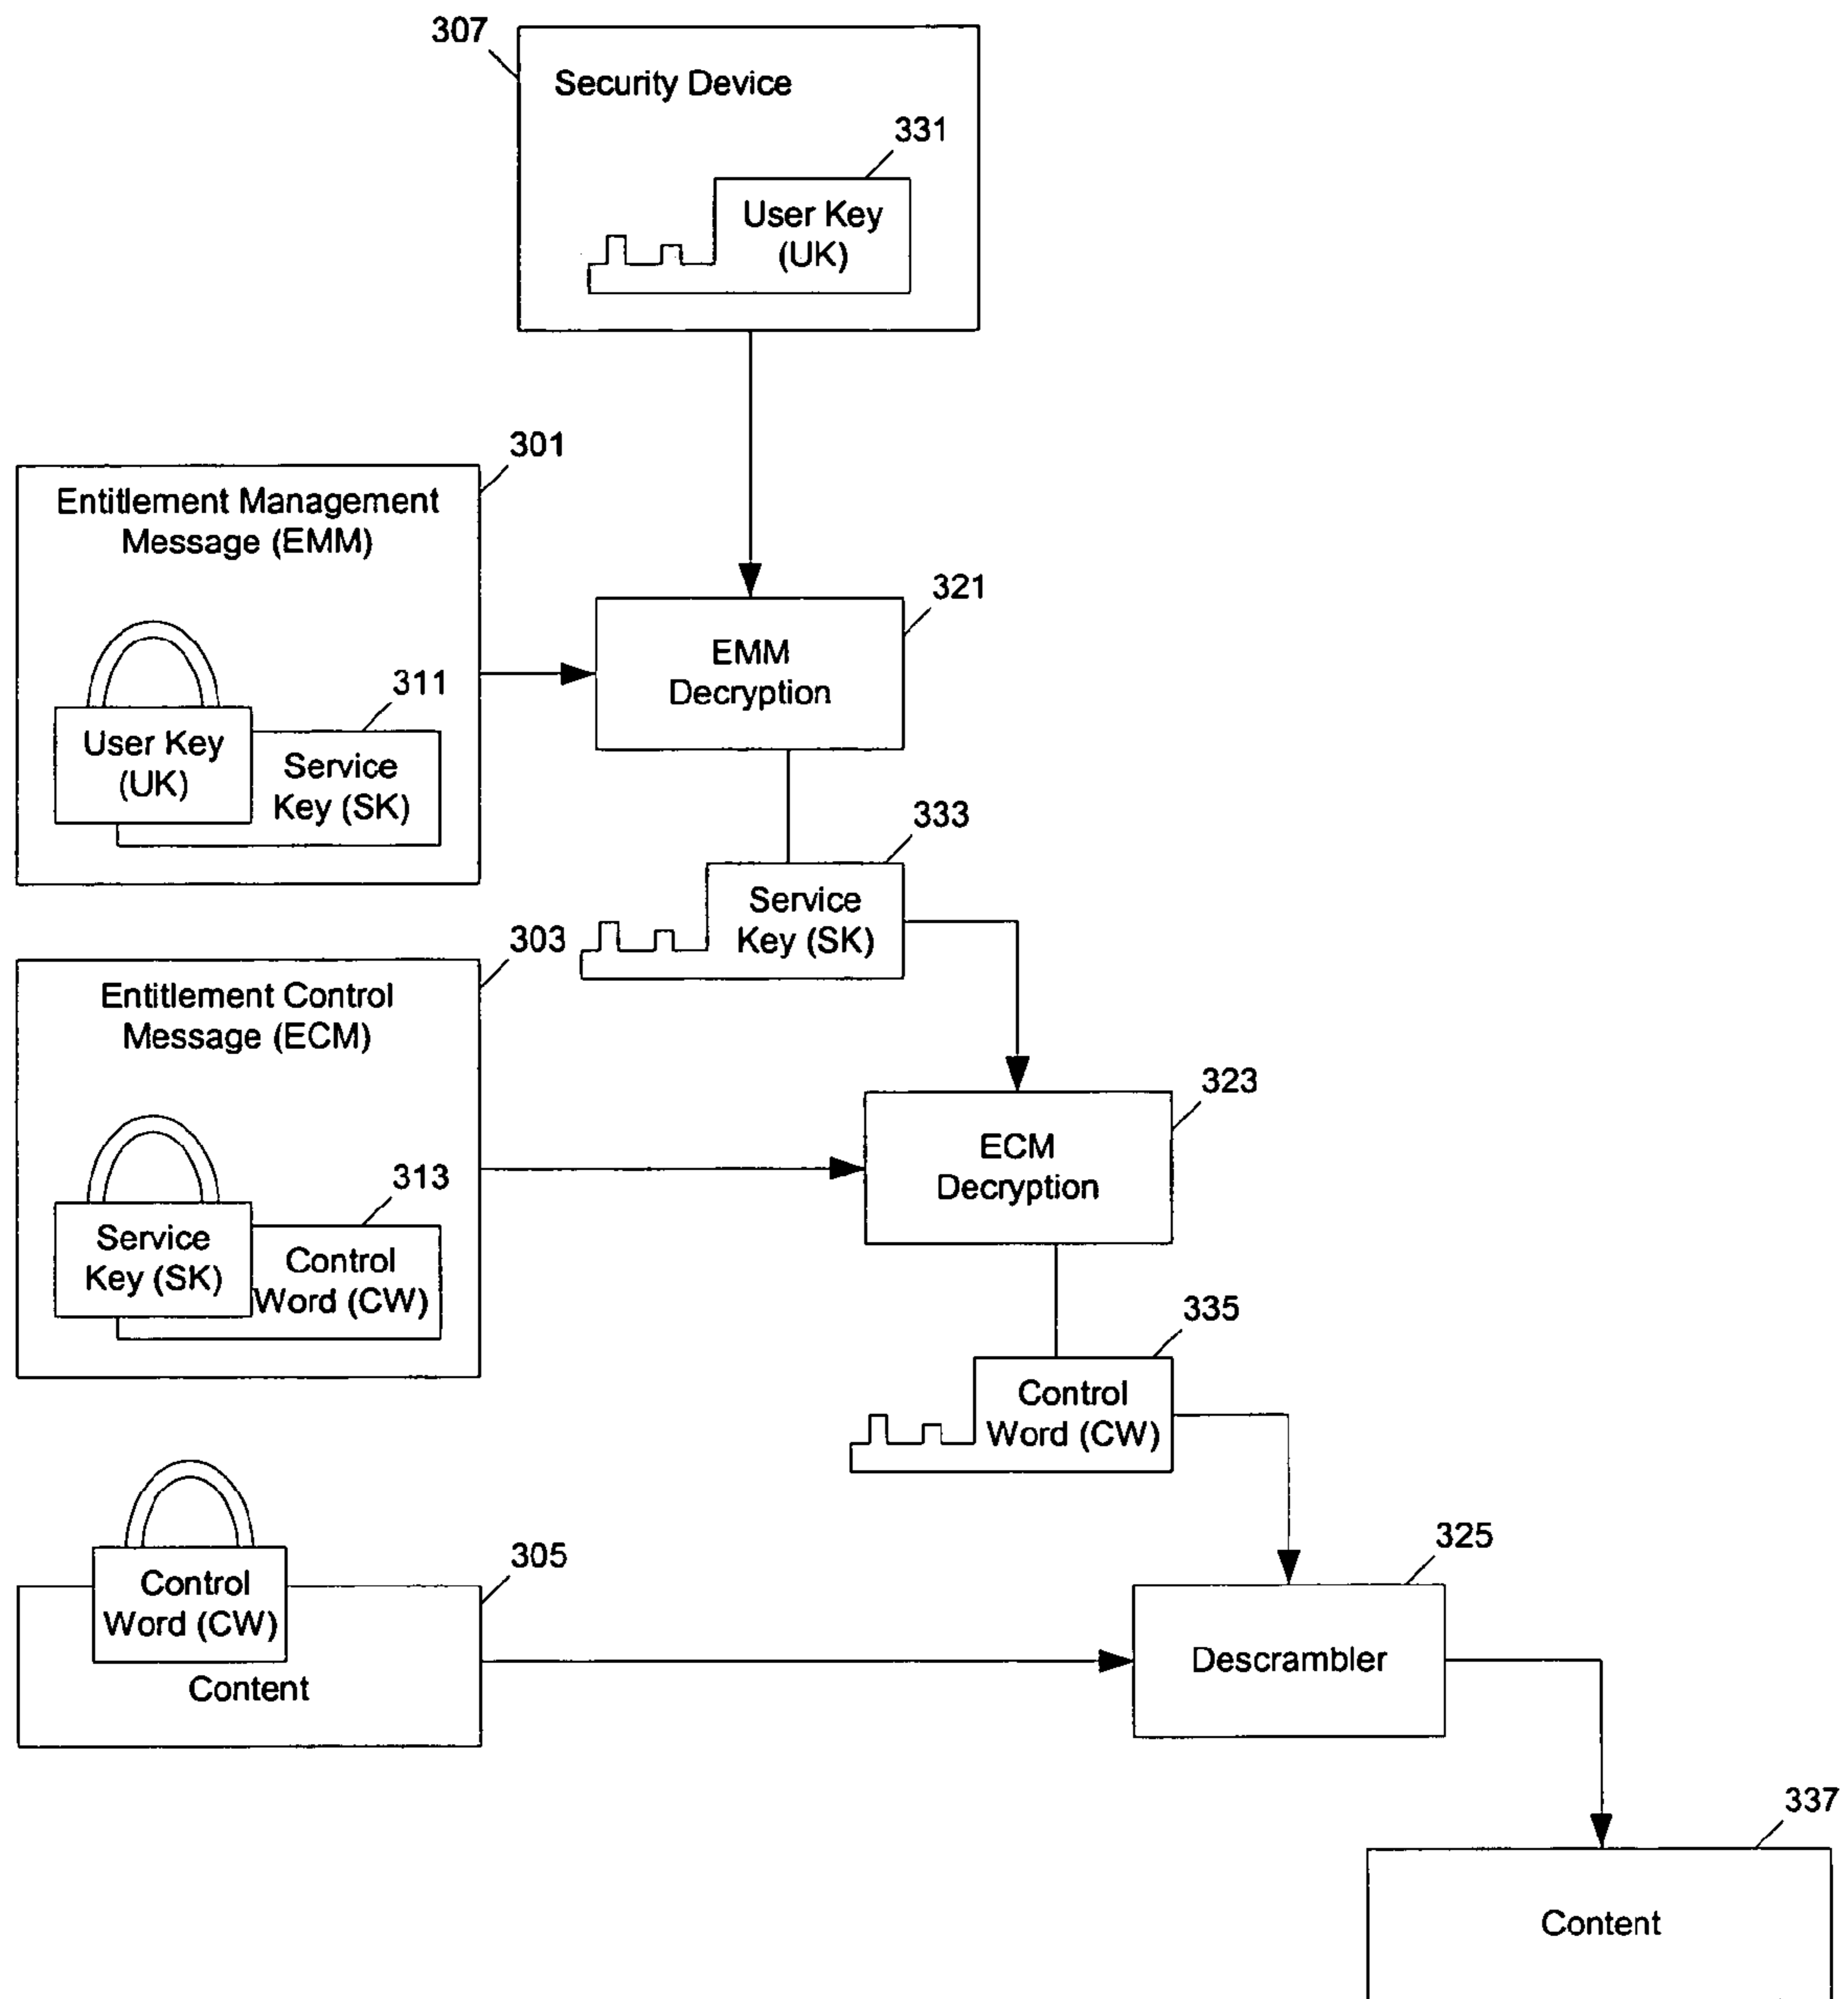 307
Security Device
331
User Key
(UK)
301
Entitlement Management
Message (EMM)
321
EMM
Decryption
311
User Key
(UK)
Service
Key (SK)
333
Service
Key (SK)
303
Entitlement Control
Message (ECM)
323
ECM
Decryption
313
Service
Key (SK)
Control
Word (CW)
335
Control
Word (CW)
325
305
Control
Word (CW)
Content
Descrambler
337
Content